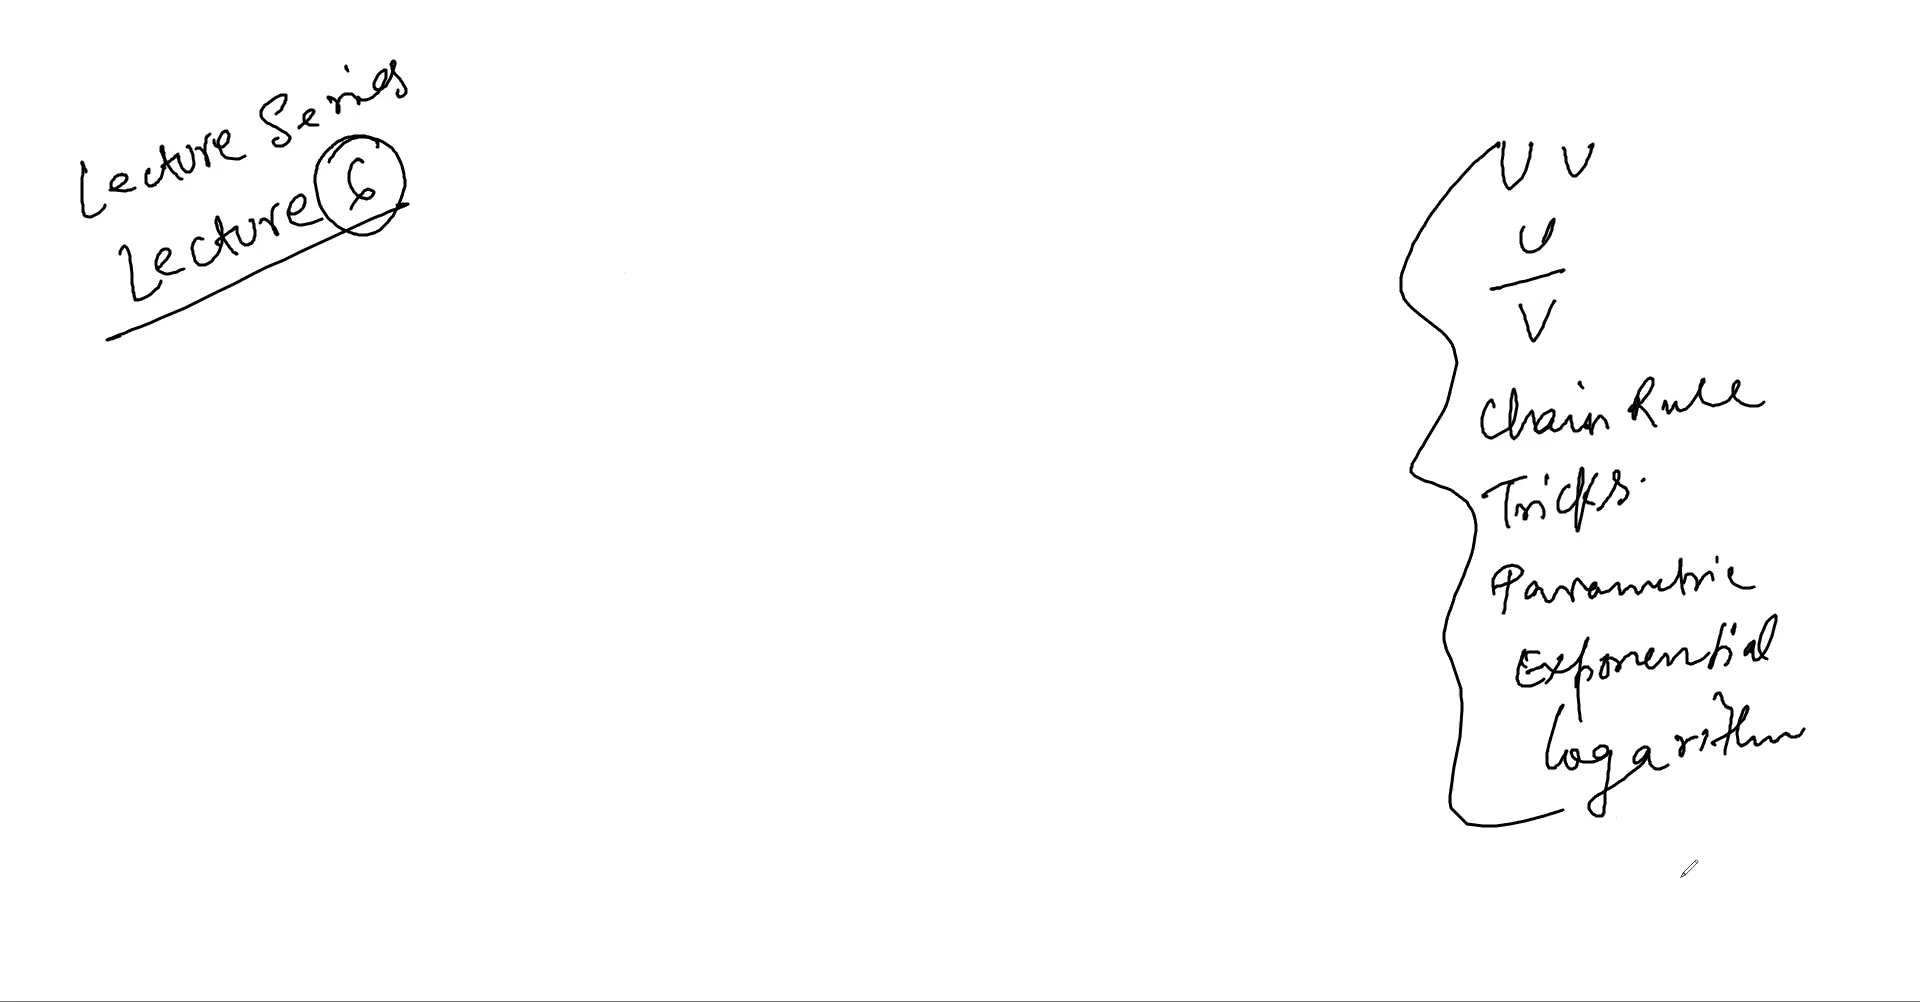 Lecture Series
Lecture 6
U V
U
V
Chain Rule
Tricks.
Parametric
Exponential
Logarithm